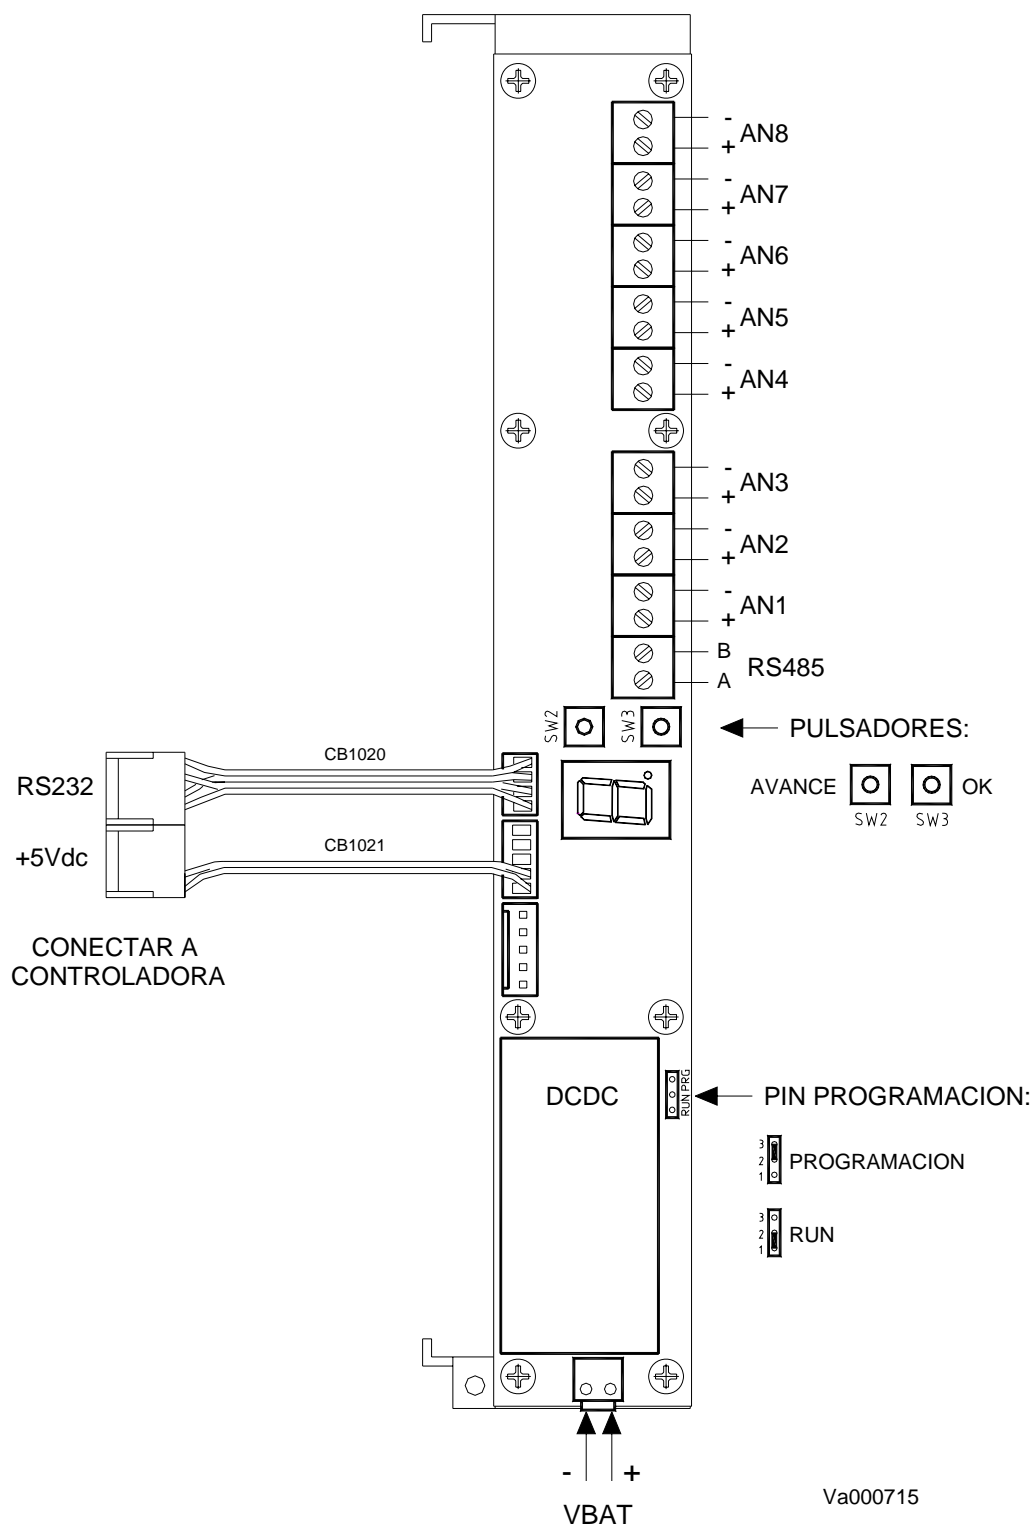 -
AN8
+
-
AN7
+
-
AN6
+
-
AN5
+
-
AN4
+
-
AN3
+
-
AN2
+
-
AN1
+
B
RS485
A
SW2
SW3
PULSADORES:
AVANCE
OK
SW2
SW3
CB1020
RS232
CB1021
+5Vdc
CONECTAR A
CONTROLADORA
DCDC
RUN PRG
PIN PROGRAMACION:
3
2
1
PROGRAMACION
3
2
1
RUN
- +
VBAT
Va000715